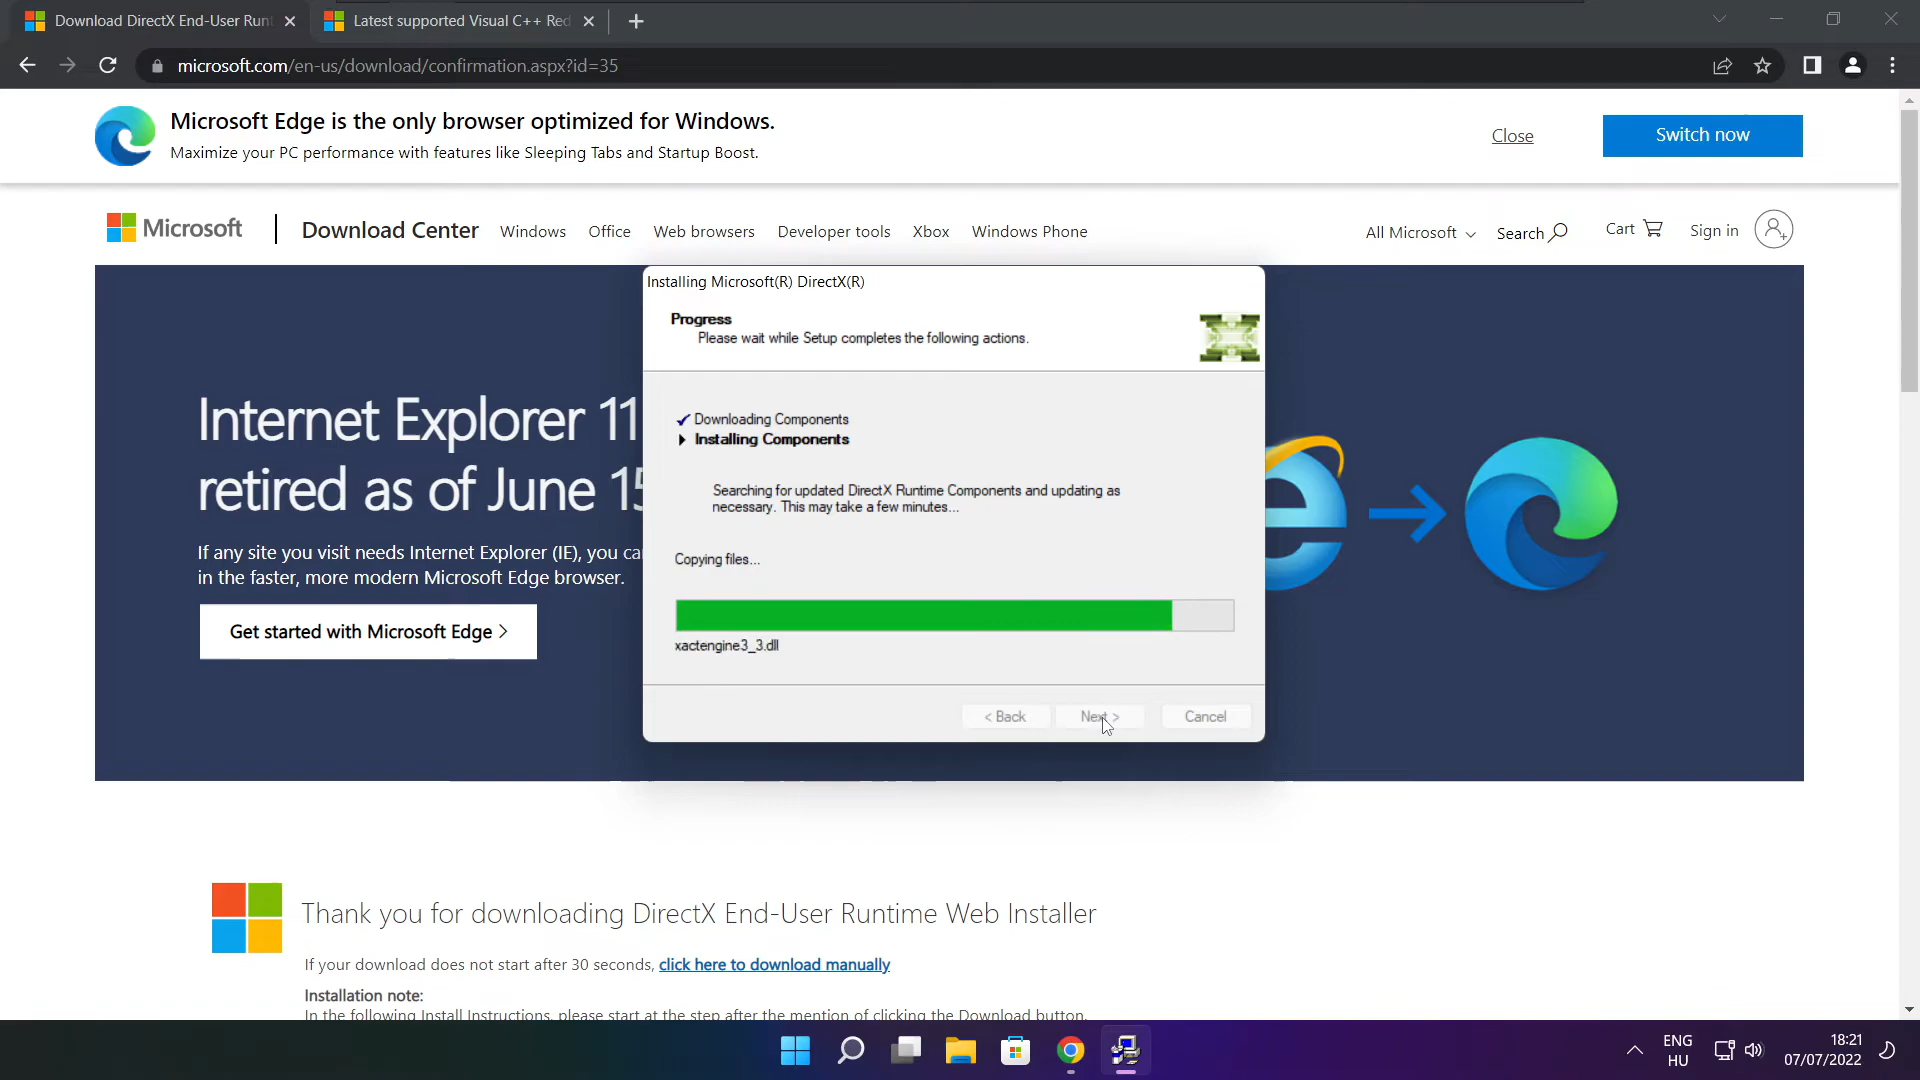 Download DirectX End-User Runt
Latest supported Visual C++ Red
microsoft.com/en-us/download/confirmation.aspx?id=35
Microsoft Edge is the only browser optimized for Windows.
Maximize your PC performance with features like Sleeping Tabs and Startup Boost.
Close
Switch now
Microsoft
Download Center
Windows
Office
Web browsers
Developer tools
Xbox
Windows Phone
All Microsoft
Search
Cart
Sign in
Internet Explorer 11
retired as of June 15
If any site you visit needs Internet Explorer (IE), you ca
in the faster, more modern Microsoft Edge browser.
Get started with Microsoft Edge >
Installing Microsoft(R) DirectX(R)
Progress
Please wait while Setup completes the following actions.
Downloading Components
Installing Components
Searching for updated DirectX Runtime Components and updating as
necessary. This may take a few minutes...
Copying files...
xactengine3_3.dll
< Back
Next >
Cancel
Thank you for downloading DirectX End-User Runtime Web Installer
If your download does not start after 30 seconds, click here to download manually
Installation note:
In the following Install Instructions, please start at the step after the mention of clicking the Download button.
ENG
HU
18:21
07/07/2022